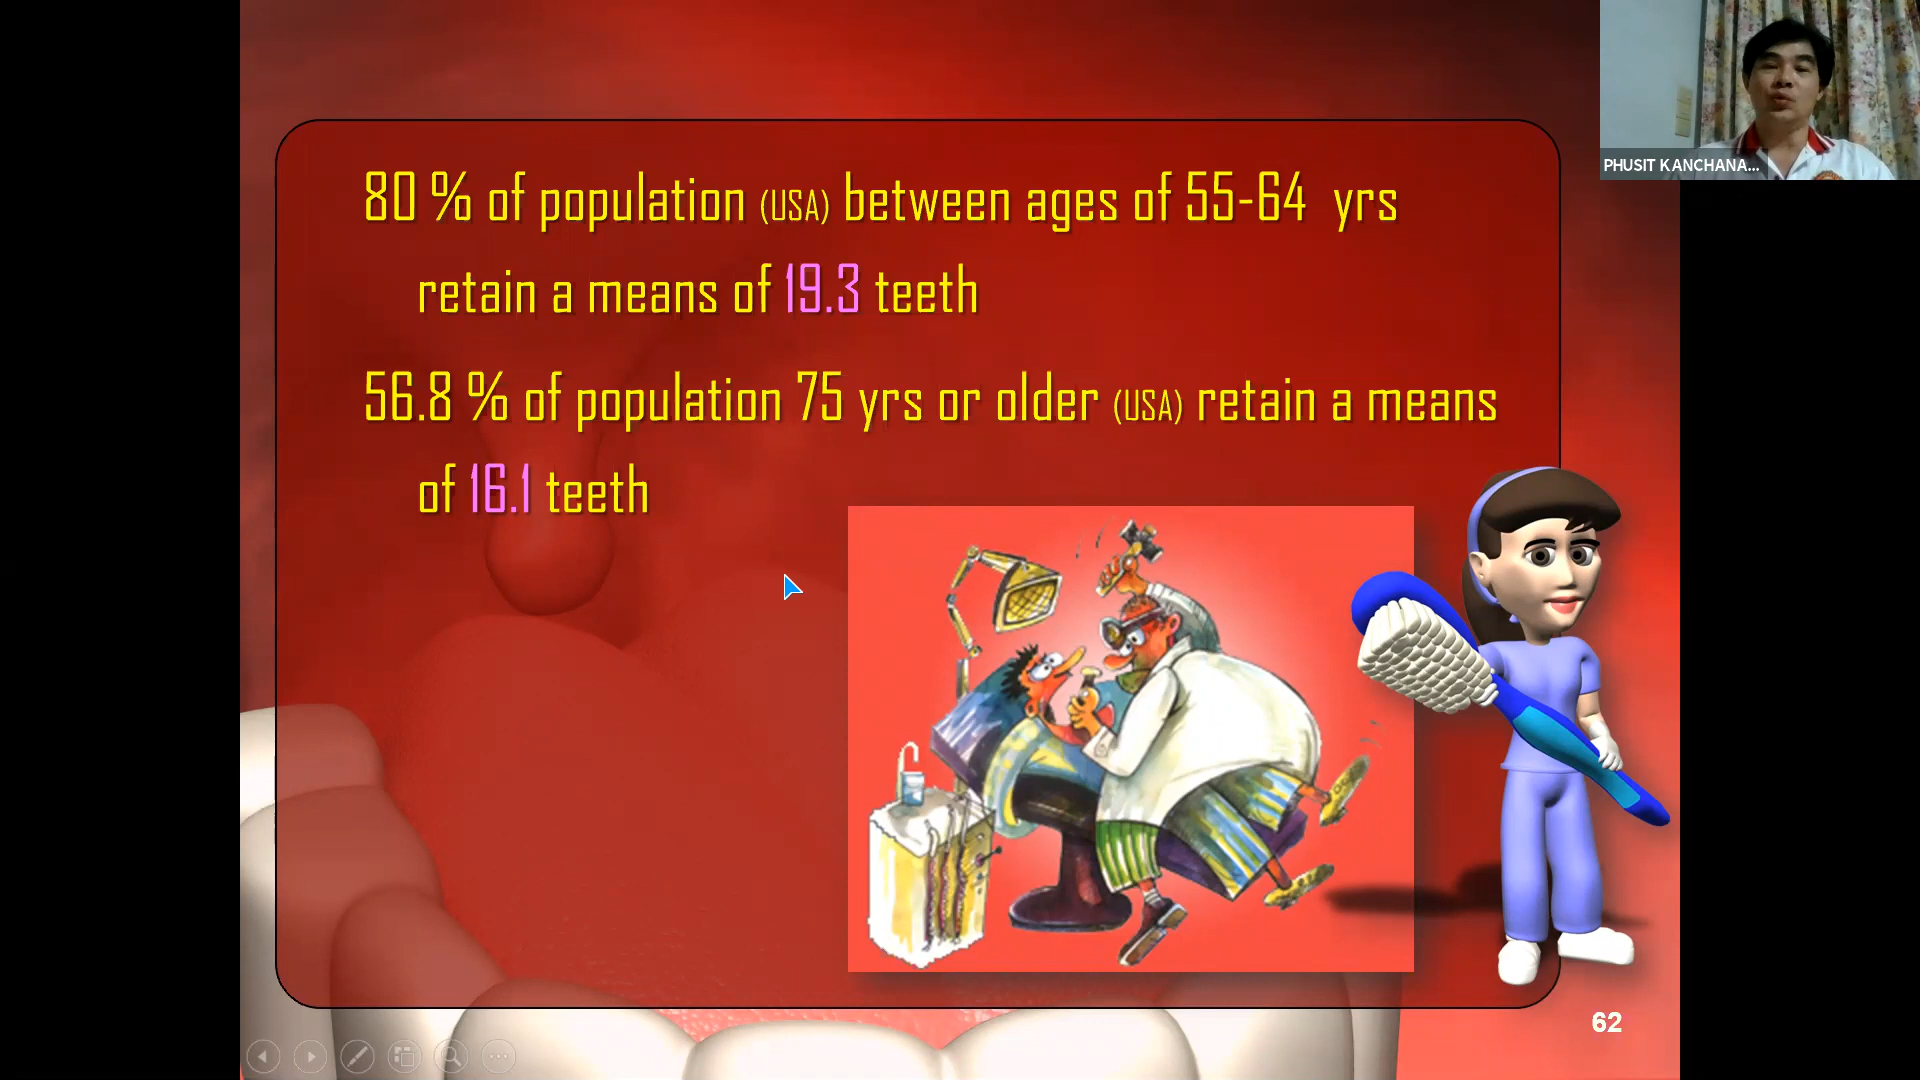 80 % of population (USA) between ages of 55-64 yrs
retain a means of 19.3 teeth
56.8 % of population 75 yrs or older (USA) retain a means
of 16.1 teeth
PHUSIT KANCHANA...
62